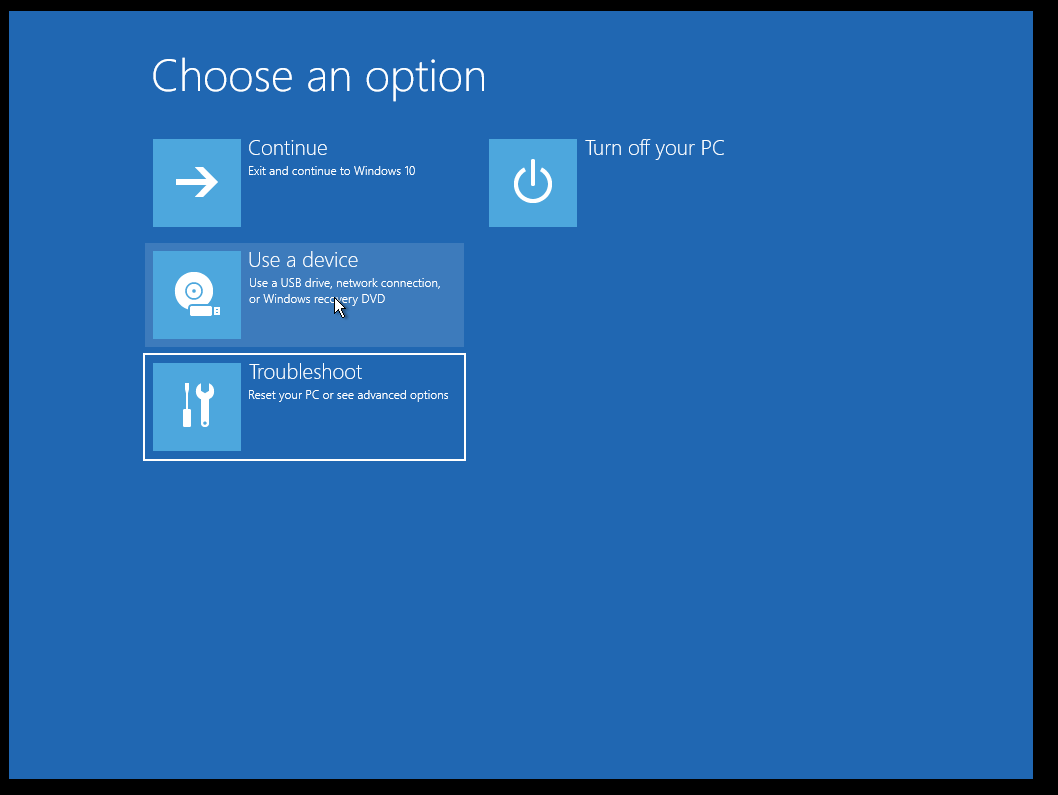 Choose an option
Continue
Exit and continue to Windows 10
Turn off your PC
Use a device
Use a USB drive, network connection,
or Windows recovery DVD
Troubleshoot
Reset your PC or see advanced options